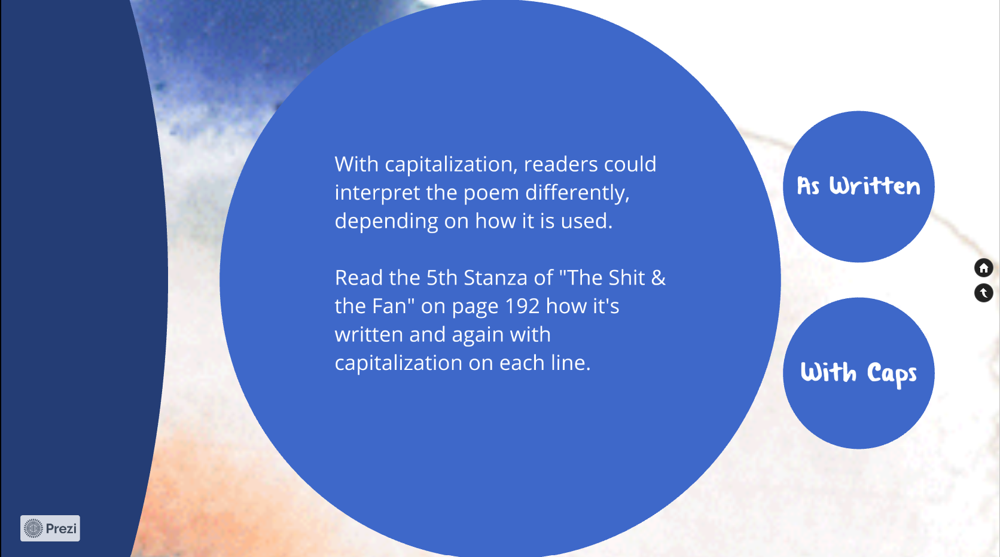 With capitalization, readers could
interpret the poem differently,
depending on how it is used.
Read the 5th Stanza of "The Shit &
the Fan" on page 192 how it's
written and again with
capitalization on each line.
As Written
With Caps
Prezi